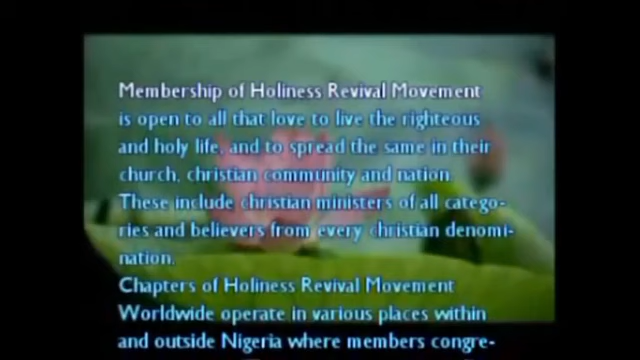 Membership of Holiness Revival Movement
is open to all that love to live the righteous
and holy life, and to spread the same in their
church, christian community and nation.
These include christian ministers of all catego-
ries and believers from every christian denomi-
nation.
Chapters of Holiness Revival Movement
Worldwide operate in various places within
and outside Nigeria where members congre-